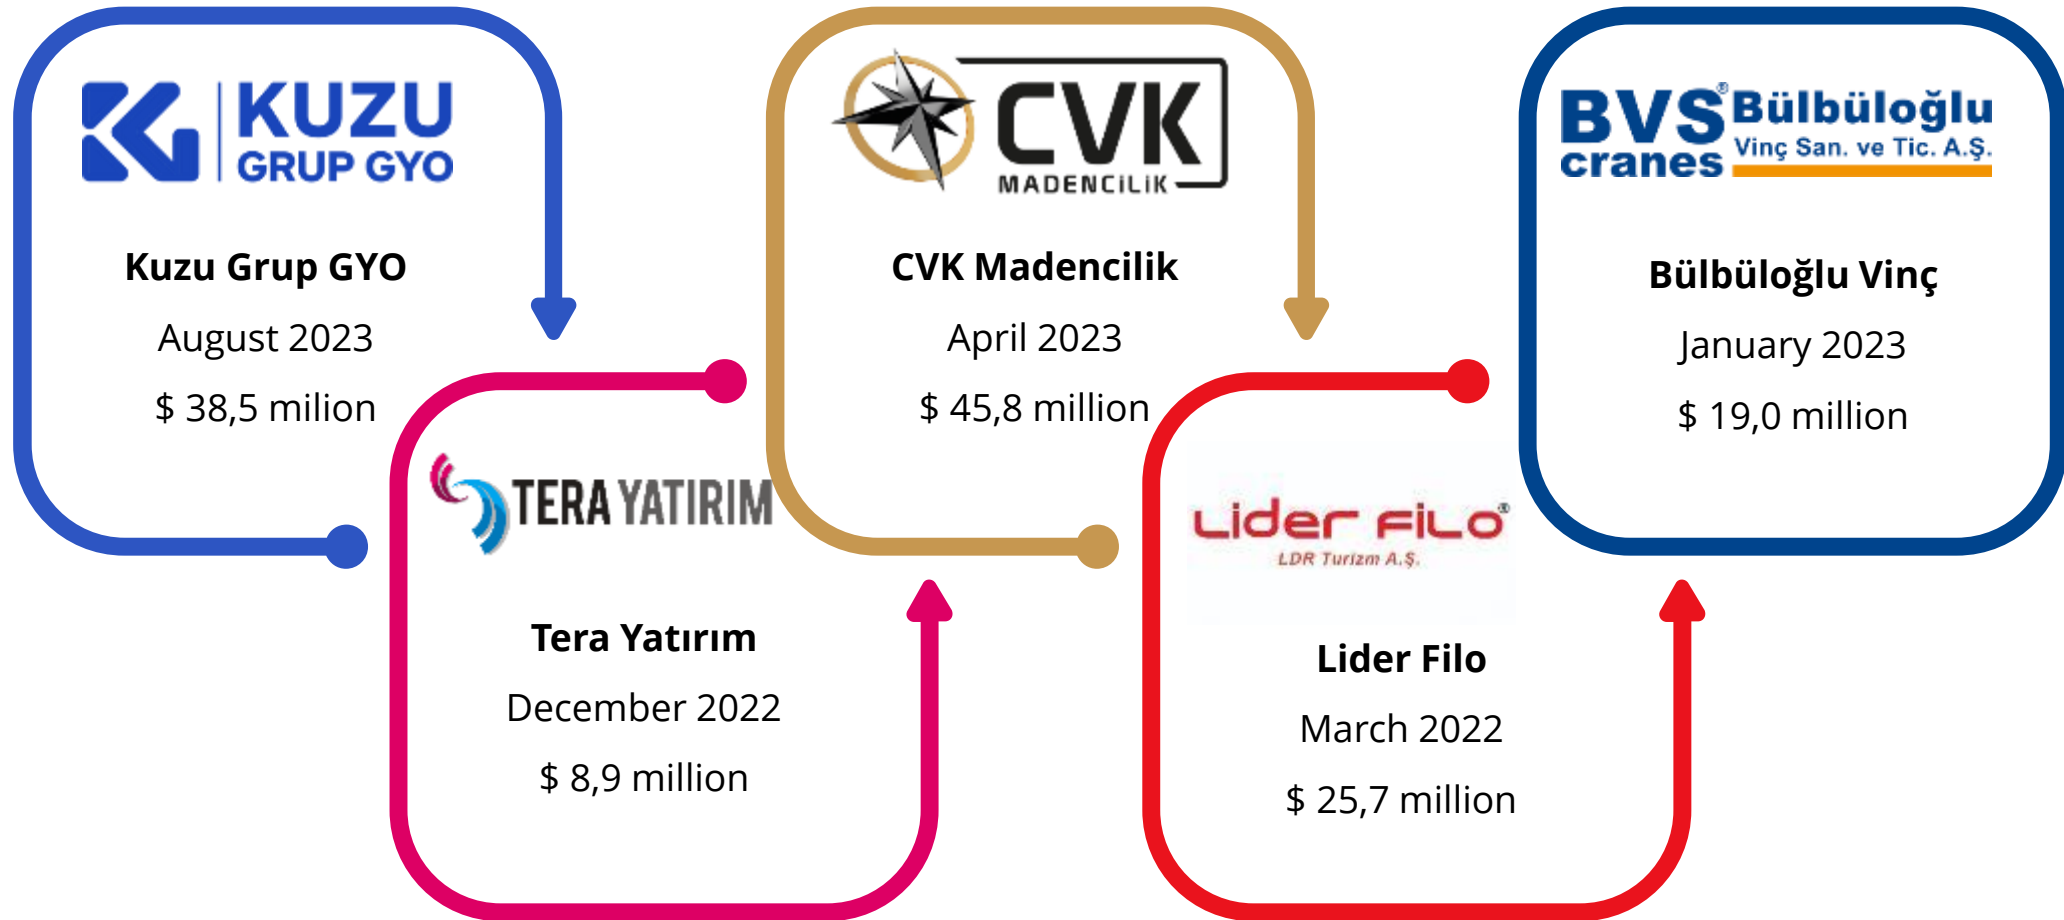 KUZU
GRUP GYO
Kuzu Grup GYO
August 2023
$ 38,5 milion
TERA YATIRIM
Tera Yatırım
December 2022
$ 8,9 million
CVK
MADENCİLİK
CVK Madencilik
April 2023
$ 45,8 million
Lider FiLo®
LDR Turizm A.Ş.
Lider Filo
March 2022
$ 25,7 million
BVS® Bülbüloğlu
cranes Vinç San. ve Tic. A.Ş.
Bülbüloğlu Vinç
January 2023
$ 19,0 million